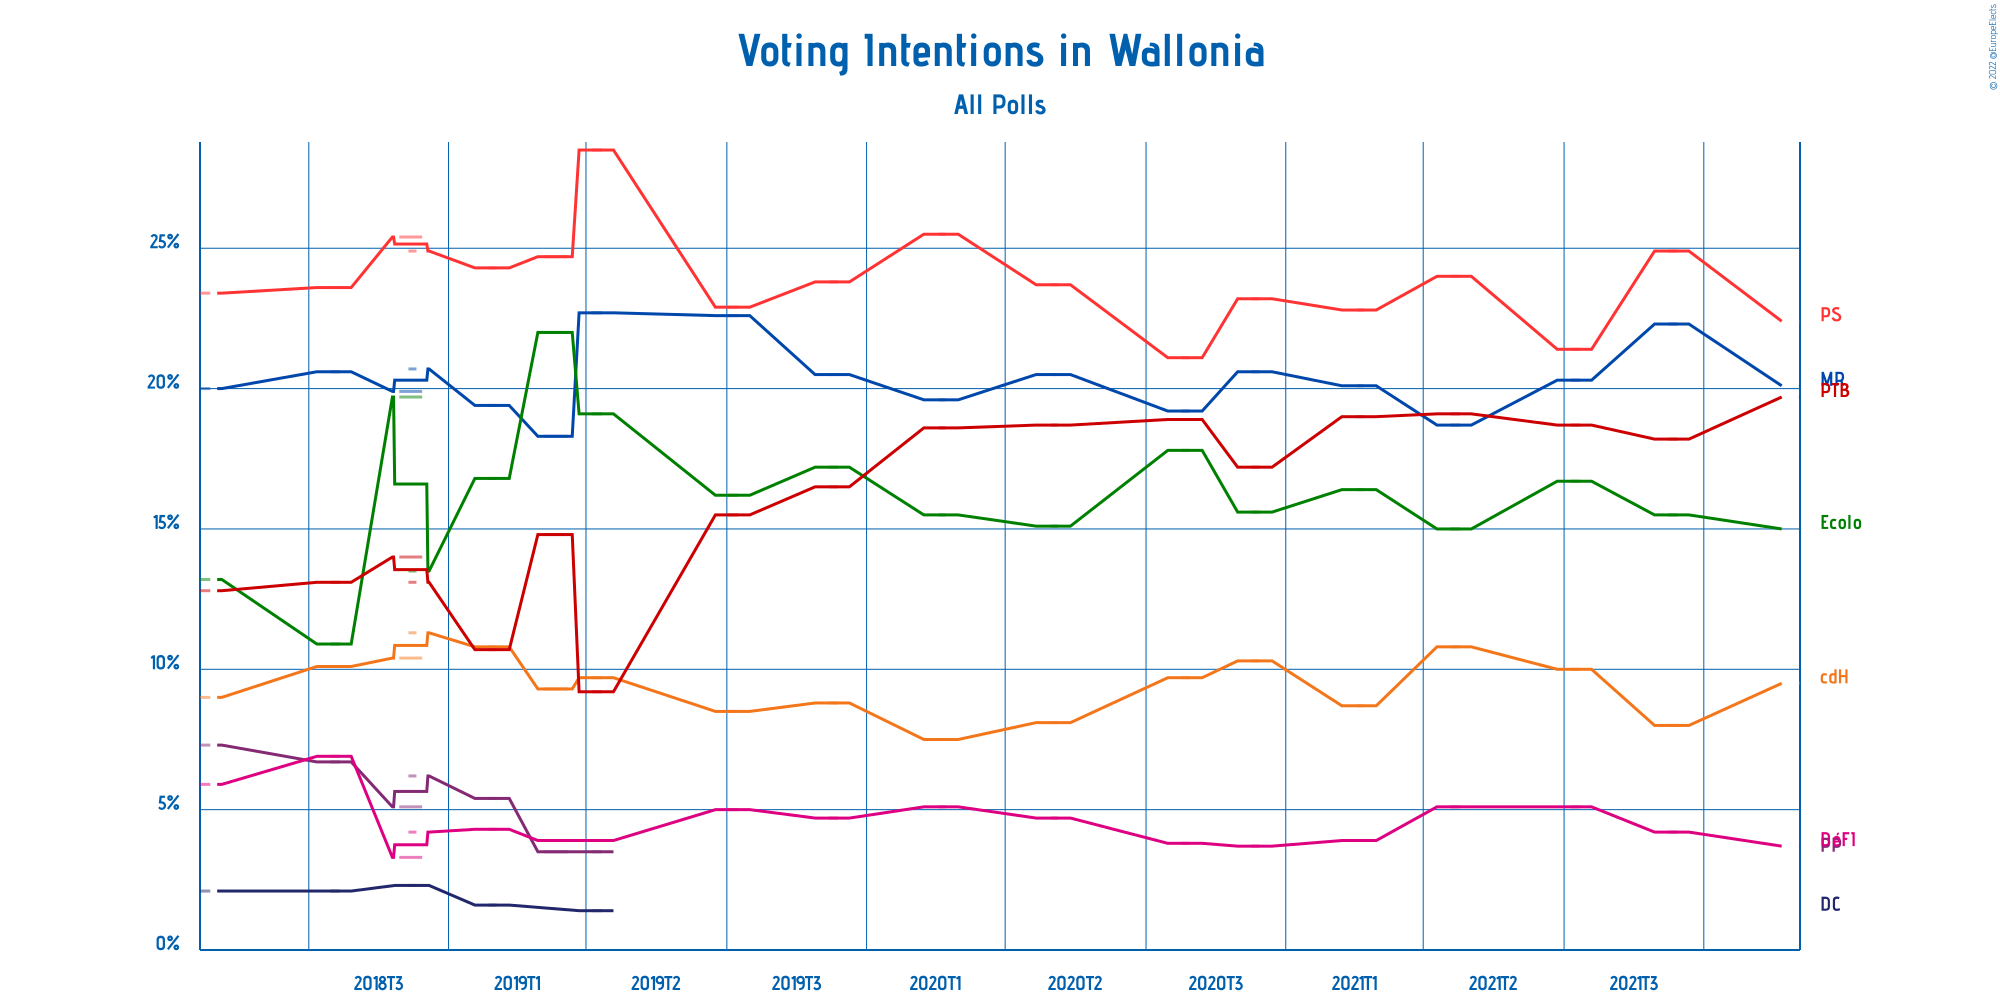 Voting Intentions in Wallonia
All Polls
© 2022 @EuropeElects
25%
20%
15%
10%
5%
0%
PS
MR
PTB
Ecolo
cdH
DéFI
PP
DC
2018T3
2019T1
2019T2
2019T3
2020T1
2020T2
2020T3
2021T1
2021T2
2021T3